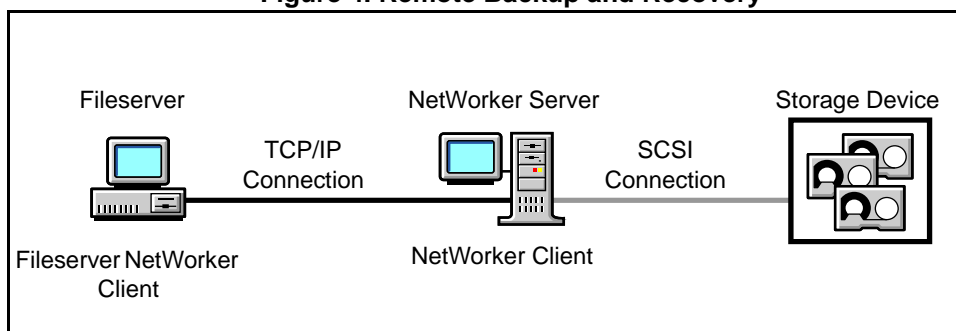 Figure 4. Remote Backup and Recovery
Fileserver
NetWorker Server
Storage Device
TCP/IP
Connection
SCSI
Connection
Fileserver NetWorker
Client
NetWorker Client